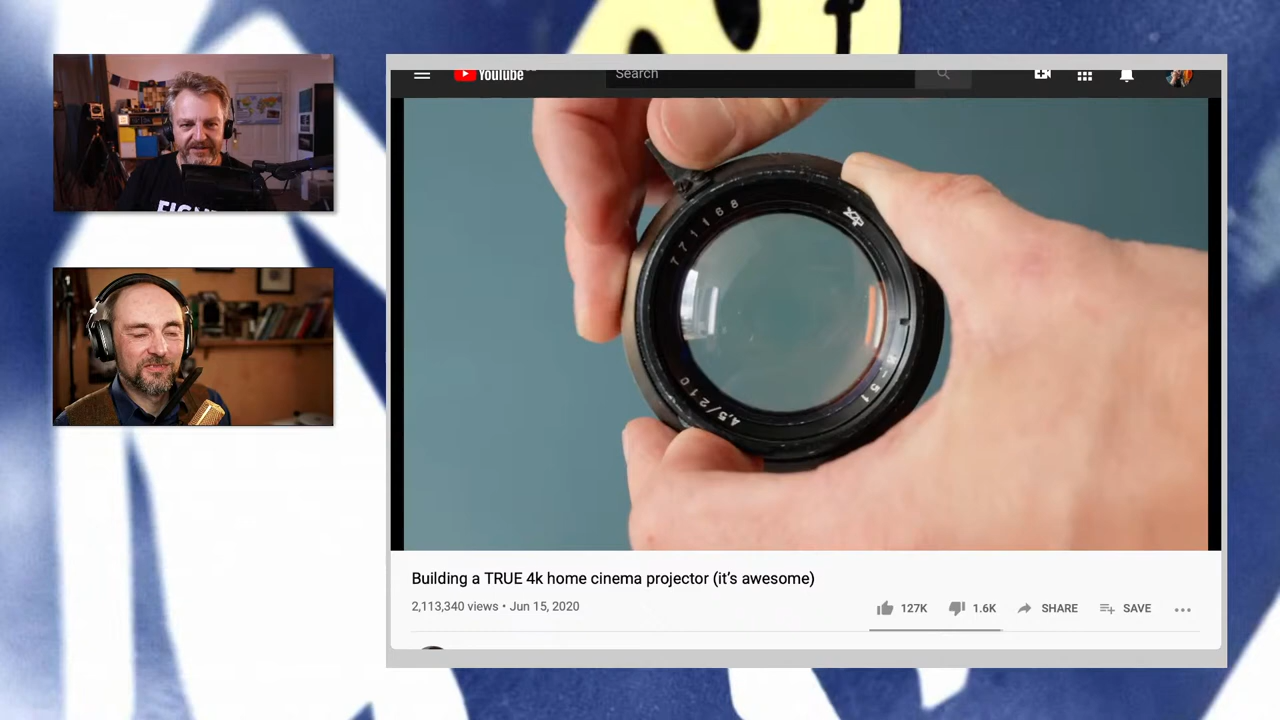 YouTube
Search
771168
И-51
4,5/210
Building a TRUE 4k home cinema projector (it's awesome)
2,113,340 views • Jun 15, 2020
127K
1.6K
SHARE
SAVE